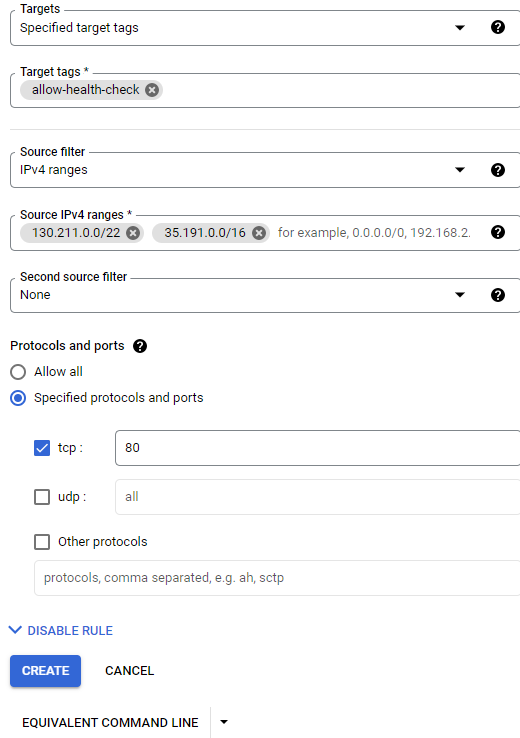 Targets
Specified target tags
Target tags *
allow-health-check
Source filter
IPv4 ranges
Source IPv4 ranges *
130.211.0.0/22 35.191.0.0/16 for example, 0.0.0.0/0, 192.168.2.
Second source filter
None
Protocols and ports
Allow all
Specified protocols and ports
tcp : 80
udp : all
Other protocols
protocols, comma separated, e.g. ah, sctp
DISABLE RULE
CREATE CANCEL
EQUIVALENT COMMAND LINE